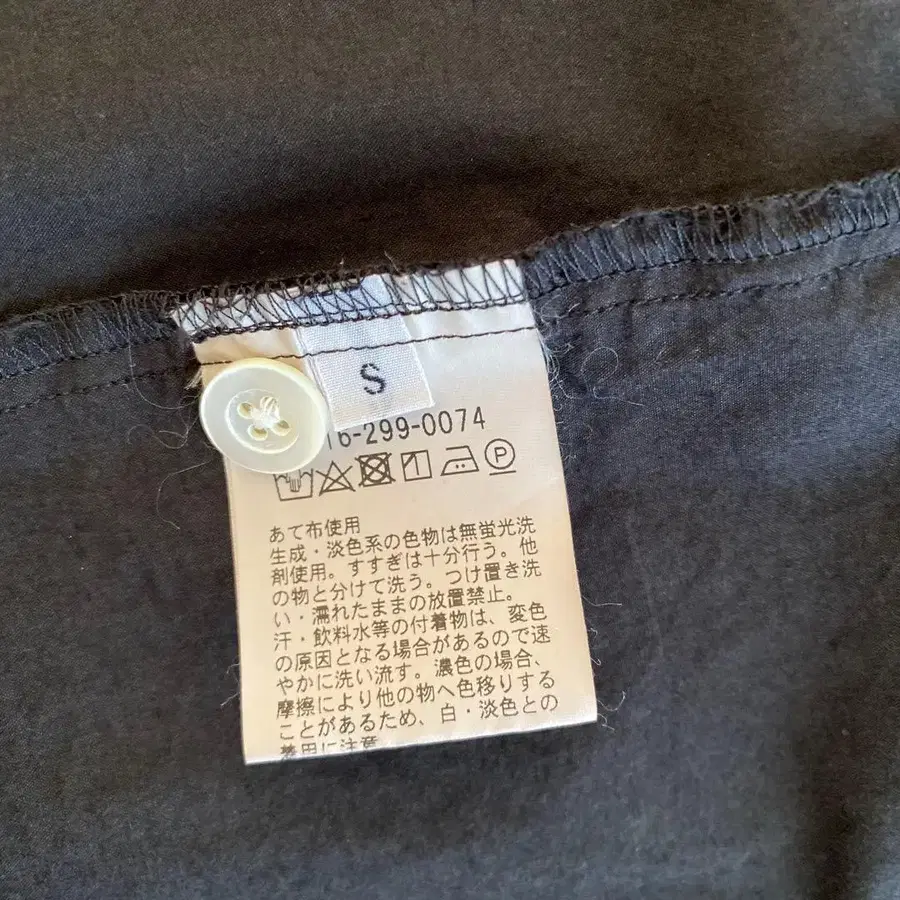 S
16-299-0074
P
あて布使用
生成・淡色系の色物は無蛍光洗
剤使用。すすぎは十分行う。他
の物と分けて洗う。つけ置き洗
い・濡れたままの放置禁止。
汗・飲料水等の付着物は、変色
の原因となる場合があるので速
やかに洗い流す。濃色の場合、
摩擦により他の物へ色移りする
ことがあるため、白・淡色との
着用に注意